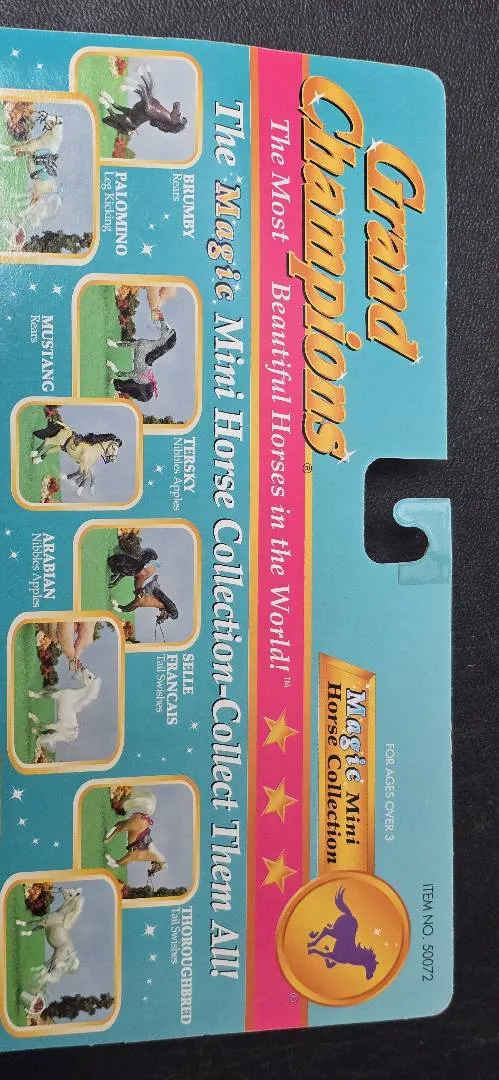 Grand
Champions®
The Most Beautiful Horses in the World!™
Magic Mini
Horse Collection
FOR AGES OVER 3
ITEM NO. 50072
®
The Magic Mini Horse Collection-Collect Them All!
BRUMBY
Rears
PALOMINO
Leg Kicking
TERSKY
Nibbles Apples
MUSTANG
Rears
SELLE
FRANCAIS
Tail Swishes
ARABIAN
Nibbles Apples
THOROUGHBRED
Tail Swishes